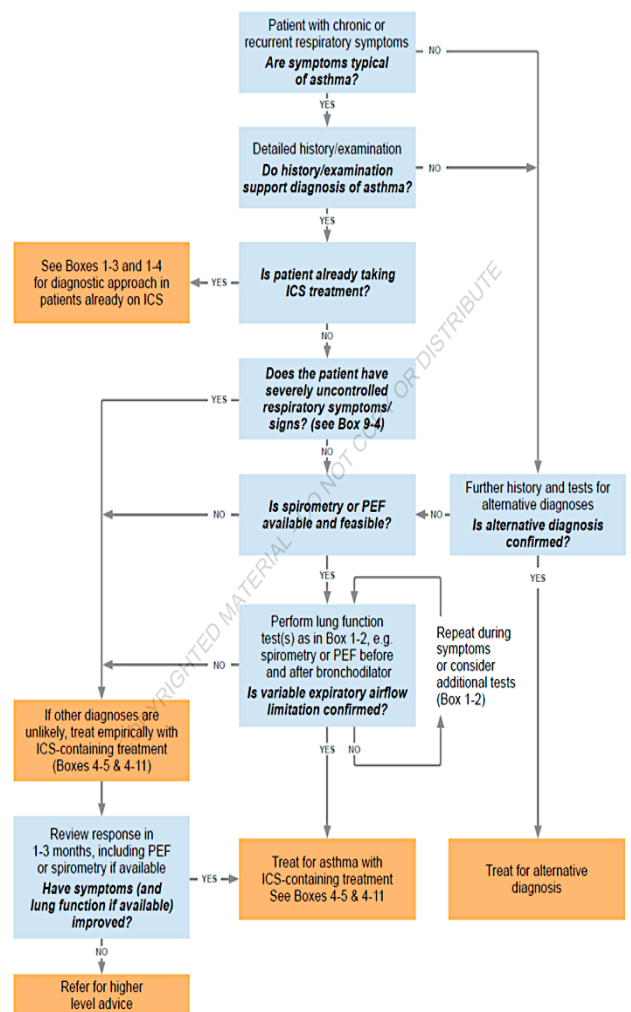 Patient with chronic or
recurrent respiratory symptoms
Are symptoms typical
of asthma?
NO
YES
Detailed history/examination
Do history/examination
support diagnosis of asthma?
NO
YES
See Boxes 1-3 and 1-4
for diagnostic approach in
patients already on ICS
YES
Is patient already taking
ICS treatment?
NO
Does the patient have
severely uncontrolled
respiratory symptoms/
signs? (see Box 9-4)
YES
NO
Is spirometry or PEF
available and feasible?
NO
NO
Further history and tests for
alternative diagnoses
Is alternative diagnosis
confirmed?
YES
YES
Perform lung function
test(s) as in Box 1-2, e.g.
spirometry or PEF before
and after bronchodilator
Is variable expiratory airflow
limitation confirmed?
NO
Repeat during
symptoms
or consider
additional tests
(Box 1-2)
YES
NO
If other diagnoses are
unlikely, treat empirically with
ICS-containing treatment
(Boxes 4-5 & 4-11)
Review response in
1-3 months, including PEF
or spirometry if available
Have symptoms (and
lung function if available)
improved?
YES
NO
Treat for asthma with
ICS-containing treatment
See Boxes 4-5 & 4-11
Treat for alternative
diagnosis
Refer for higher
level advice
MATERIAL NOT OR DISTRIBUTE